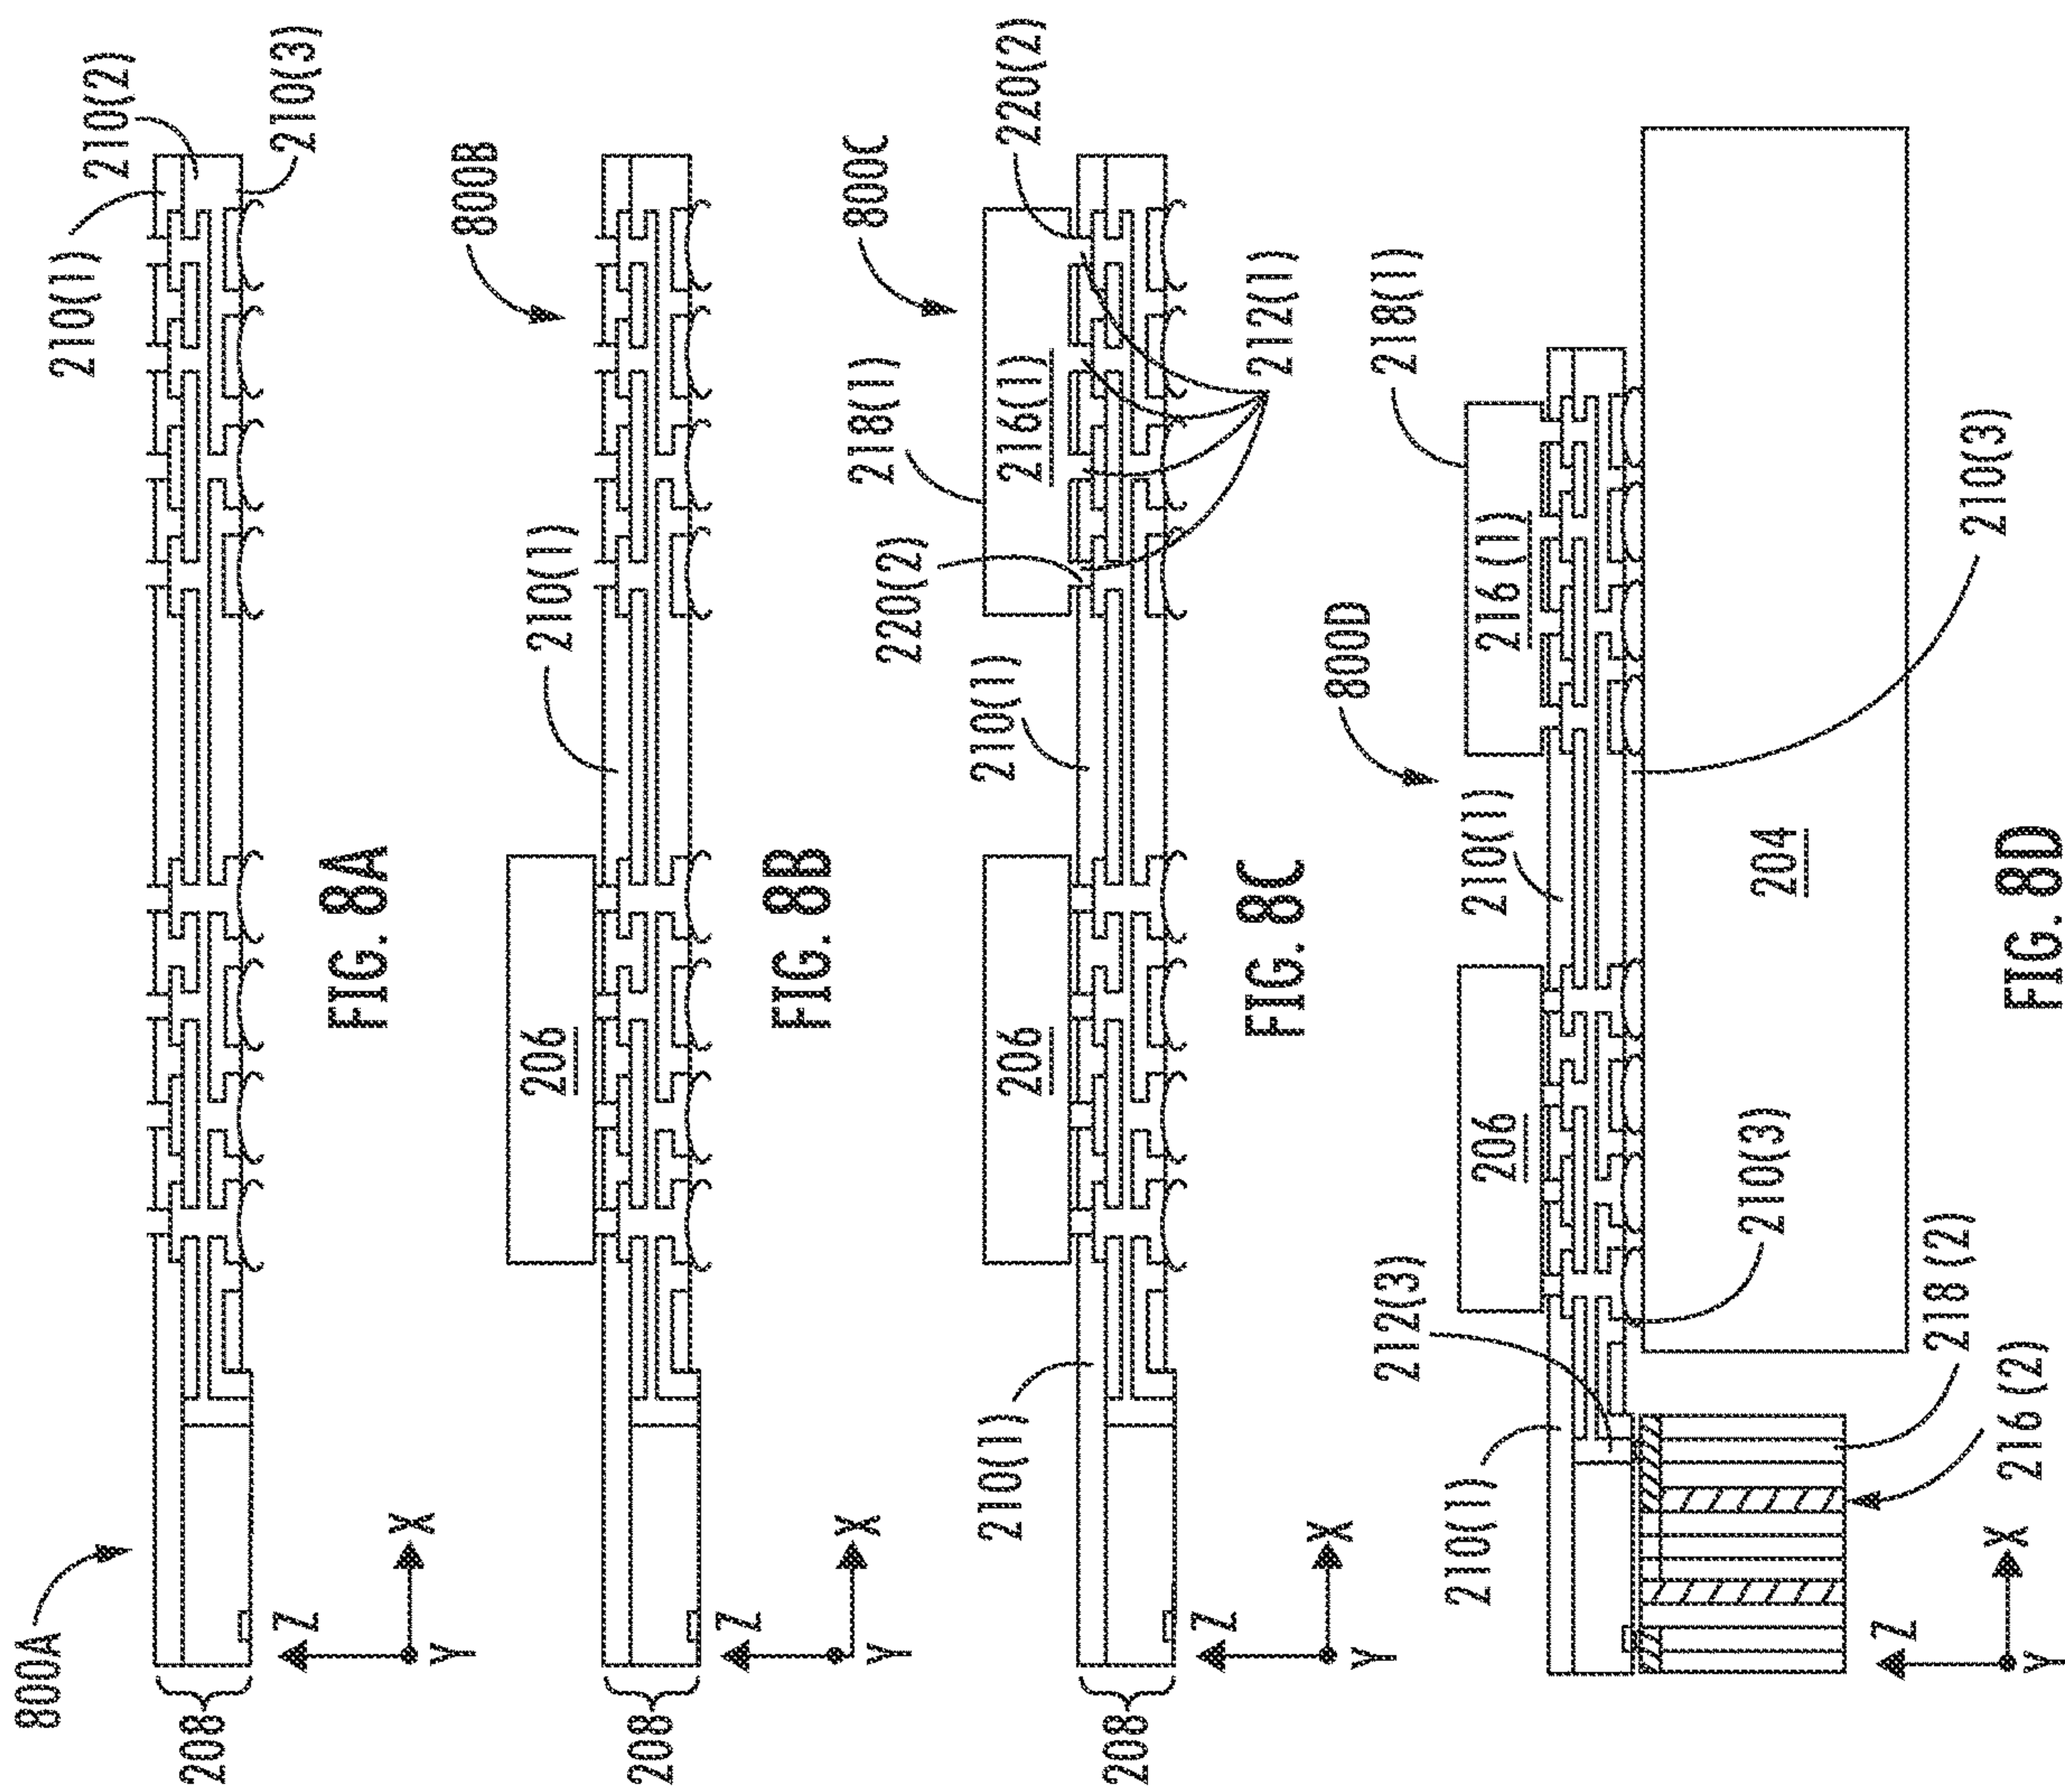 800A
210(1)
210(2)
210(3)
208
Z
X
Y
FIG. 8A
800B
206
210(1)
208
Z
X
Y
FIG. 8B
800C
218(1)
216(1)
220(2)
220(2)
212(1)
206
210(1)
210(1)
208
Z
X
Y
FIG. 8C
800D
218(1)
216(1)
206
210(1)
210(1)
212(3)
210(3)
210(3)
204
218(2)
216(2)
Z
X
Y
FIG. 8D